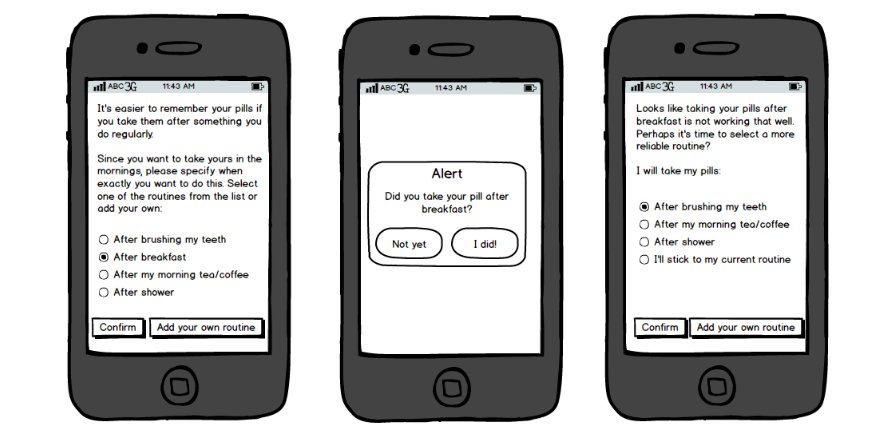 ABC 3G 11:43 AM
It's easier to remember your pills if
you take them after something you
do regularly.
Since you want to take yours in the
mornings, please specify when
exactly you want to do this. Select
one of the routines from the list or
add your own:
After brushing my teeth
After breakfast
After my morning tea/coffee
After shower
Confirm
Add your own routine
ABC 3G 11:43 AM
Alert
Did you take your pill after
breakfast?
Not yet
I did!
ABC 3G 11:43 AM
Looks like taking your pills after
breakfast is not working that well.
Perhaps it's time to select a more
reliable routine?
I will take my pills:
After brushing my teeth
After my morning tea/coffee
After shower
I'll stick to my current routine
Confirm
Add your own routine